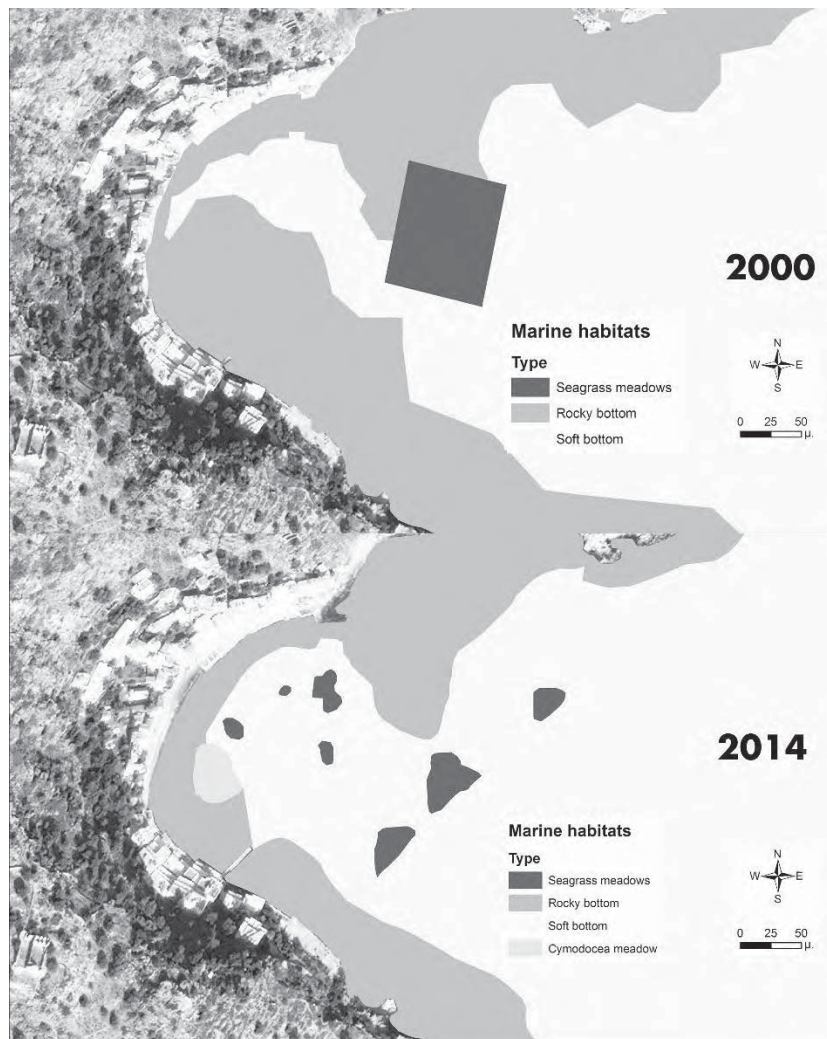 2000
Marine habitats
Type
Seagrass meadows
Rocky bottom
Soft bottom
N
W E
S
0 25 50
μ.
2014
Marine habitats
Type
Seagrass meadows
Rocky bottom
Soft bottom
Cymodocea meadow
N
W E
S
0 25 50
μ.